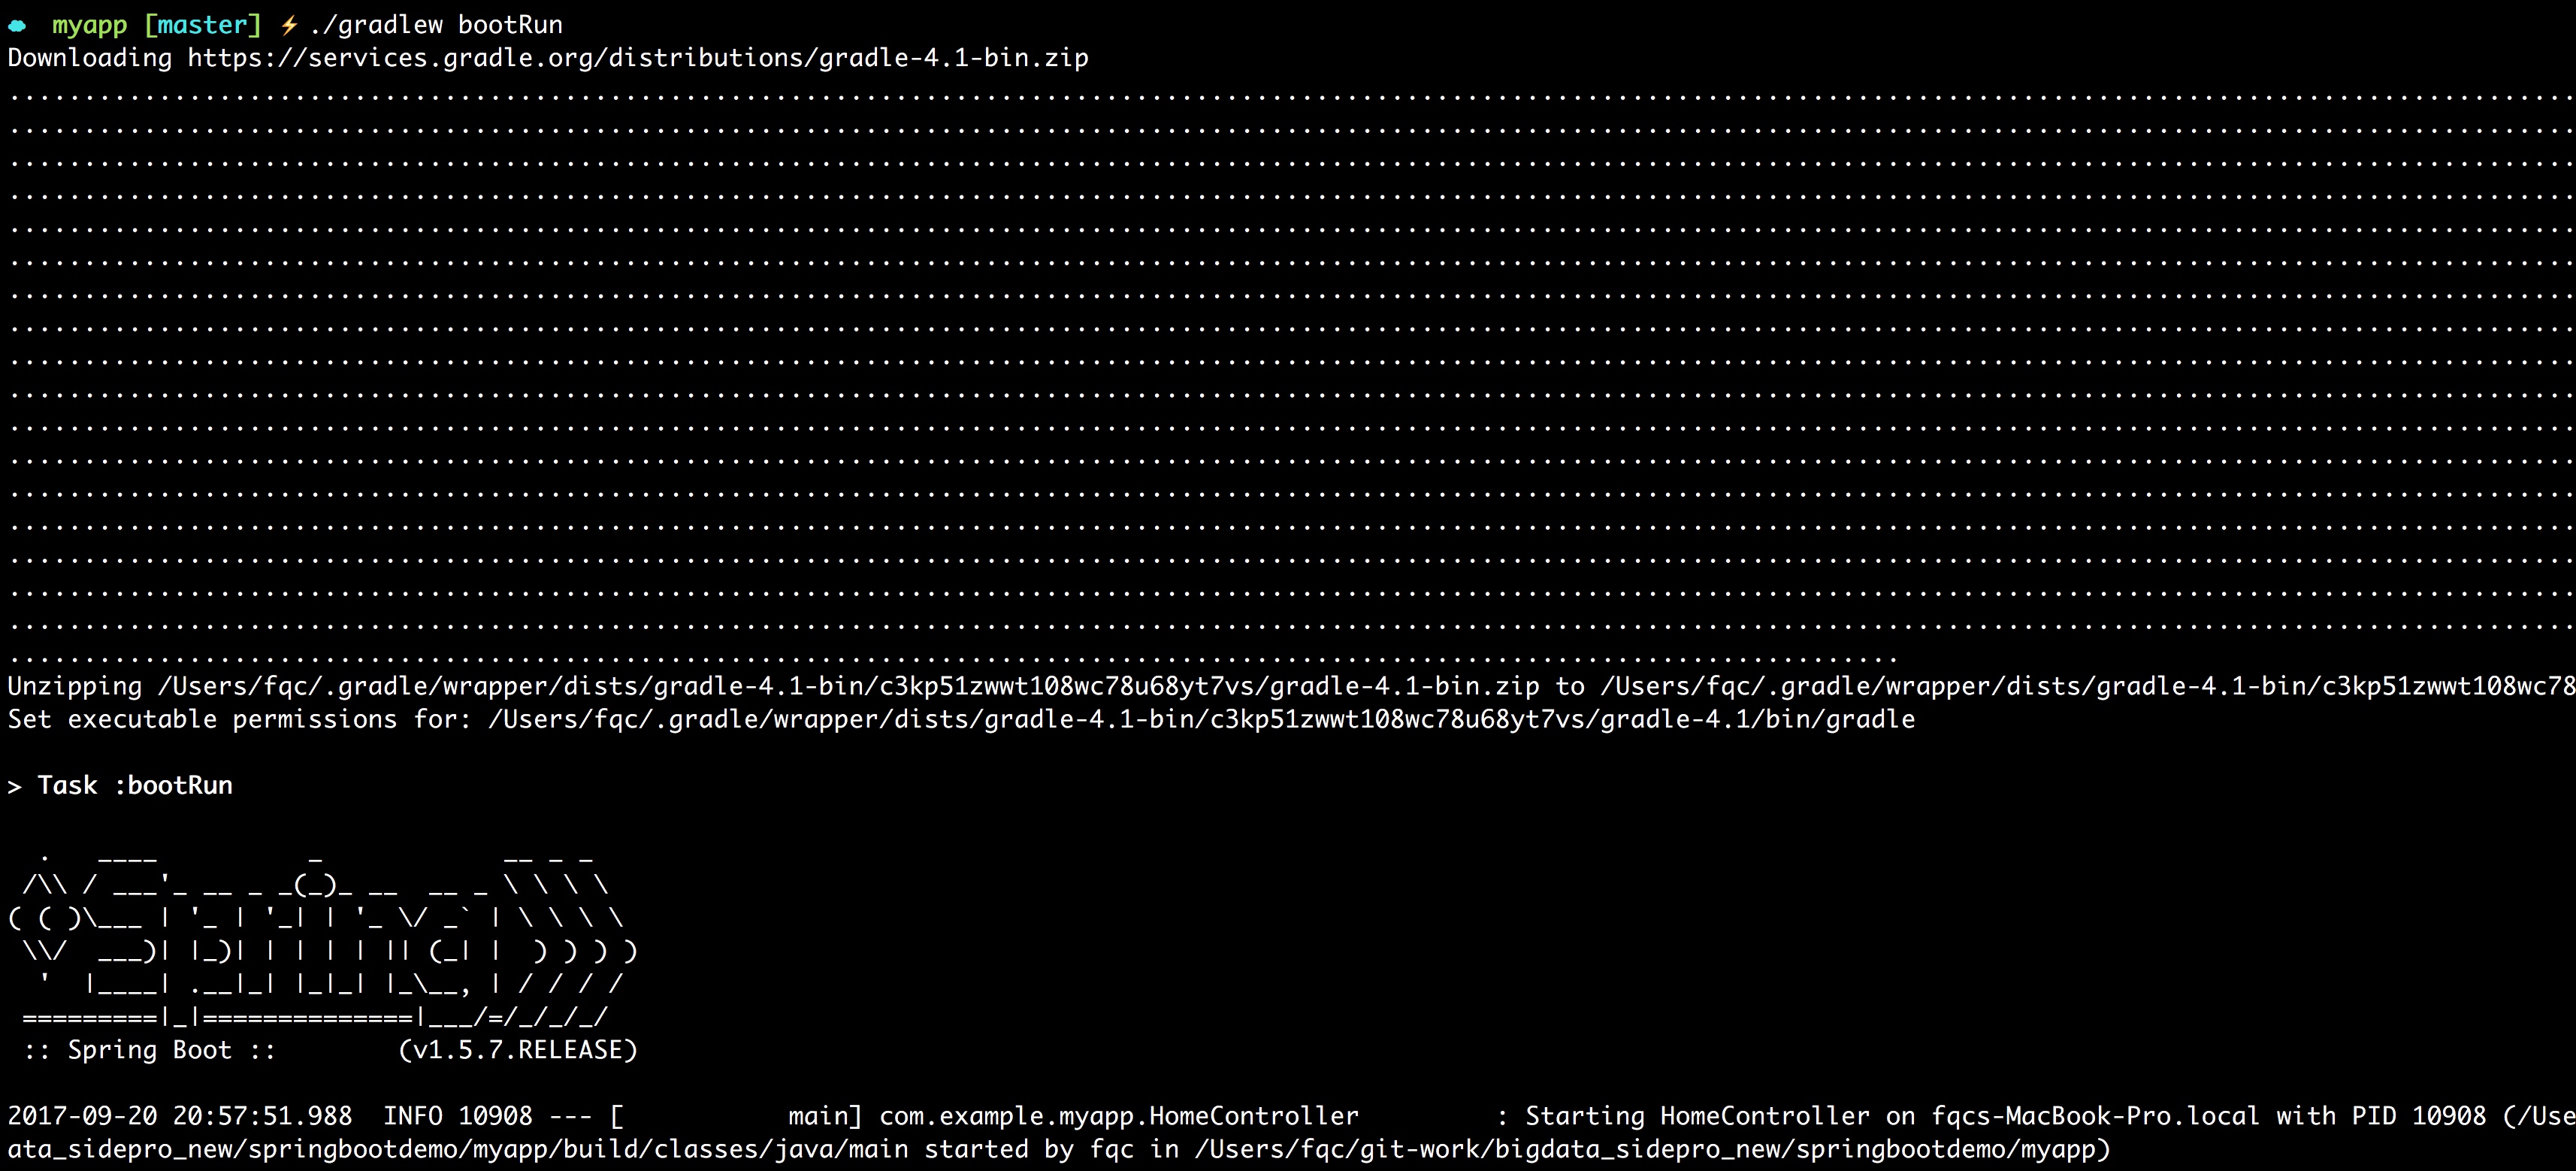 myapp [master] ⚡ ./gradlew bootRun
Downloading https://services.gradle.org/distributions/gradle-4.1-bin.zip
Unzipping /Users/fqc/.gradle/wrapper/dists/gradle-4.1-bin/c3kp51zwwt108wc78u68yt7vs/gradle-4.1-bin.zip to /Users/fqc/.gradle/wrapper/dists/gradle-4.1-bin/c3kp51zwwt108wc78
Set executable permissions for: /Users/fqc/.gradle/wrapper/dists/gradle-4.1-bin/c3kp51zwwt108wc78u68yt7vs/gradle-4.1/bin/gradle
> Task :bootRun
  .   ____          _            __ _ _
 /\\ / ___'_ __ _ _(_)_ __  __ _ \ \ \ \
( ( )\___ | '_ | '_| | '_ \/ _` | \ \ \ \
 \\/  ___)| |_)| | | | | || (_| |  ) ) ) )
  '  |____| .__|_| |_|_| |_\__, | / / / /
 =========|_|==============|___/=/_/_/_/
 :: Spring Boot ::        (v1.5.7.RELEASE)
2017-09-20 20:57:51.988  INFO 10908 --- [           main] com.example.myapp.HomeController         : Starting HomeController on fqcs-MacBook-Pro.local with PID 10908 (/Use
ata_sidepro_new/springbootdemo/myapp/build/classes/java/main started by fqc in /Users/fqc/git-work/bigdata_sidepro_new/springbootdemo/myapp)